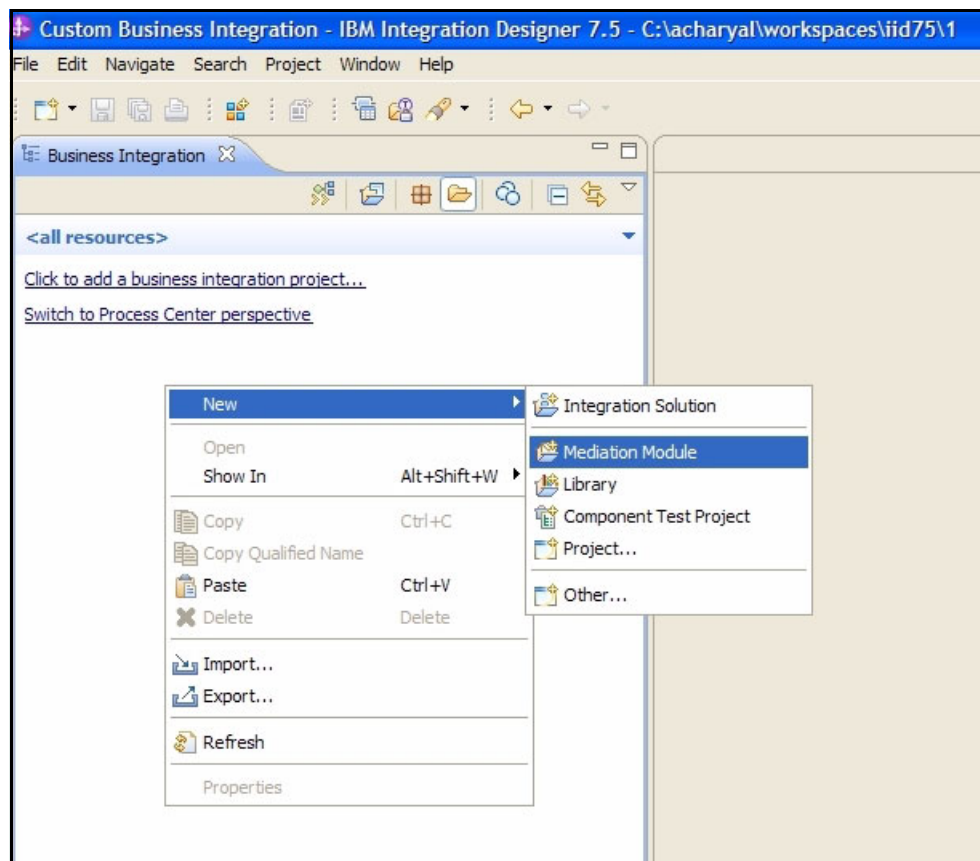 Custom Business Integration - IBM Integration Designer 7.5 - C:\acharyal\workspaces\iid75\1
File Edit Navigate Search Project Window Help
Business Integration
<all resources>
Click to add a business integration project...
Switch to Process Center perspective
New
Open
Show In Alt+Shift+W
Copy Ctrl+C
Copy Qualified Name
Paste Ctrl+V
Delete Delete
Import...
Export...
Refresh
Properties
Integration Solution
Mediation Module
Library
Component Test Project
Project...
Other...